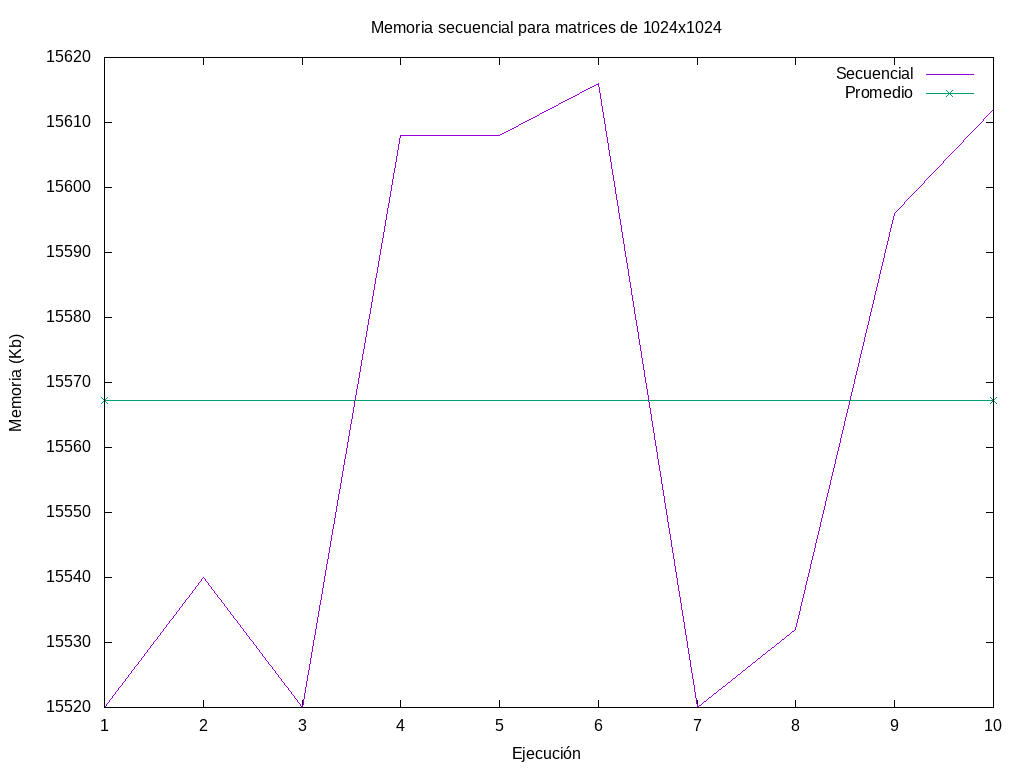 Memoria secuencial para matrices de 1024x1024
15620
15610
15600
15590
15580
15570
15560
15550
15540
15530
15520
Memoria (Kb)
Secuencial
Promedio
1 2 3 4 5 6 7 8 9 10
Ejecución